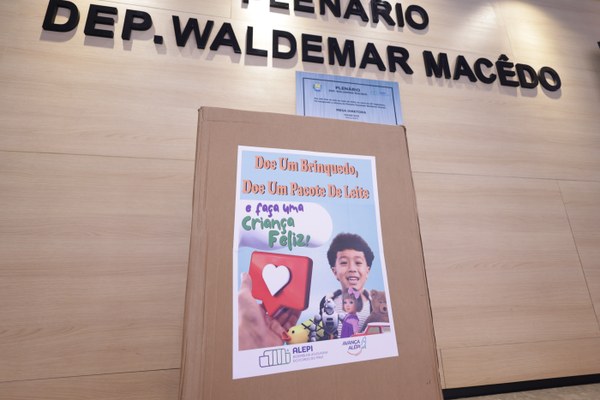 PLENÁRIO
DEP. WALDEMAR MACÊDO
PLENÁRIO
Doe Um Brinquedo,
Doe Um Pacote De Leite
e faça uma
Criança
Feliz!
ALEPI
AVANÇA
ALEPI